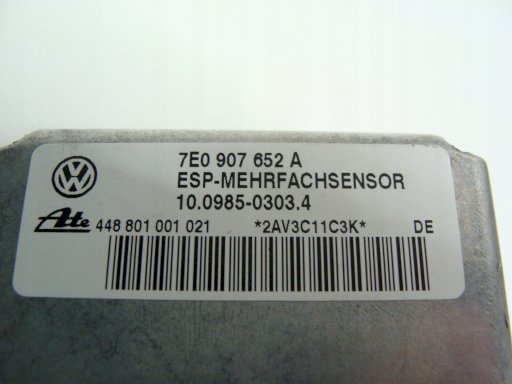 7E0 907 652 A
ESP-MEHRFACHSENSOR
10.0985-0303.4
Ate 448 801 001 021 *2AV3C11C3K* DE